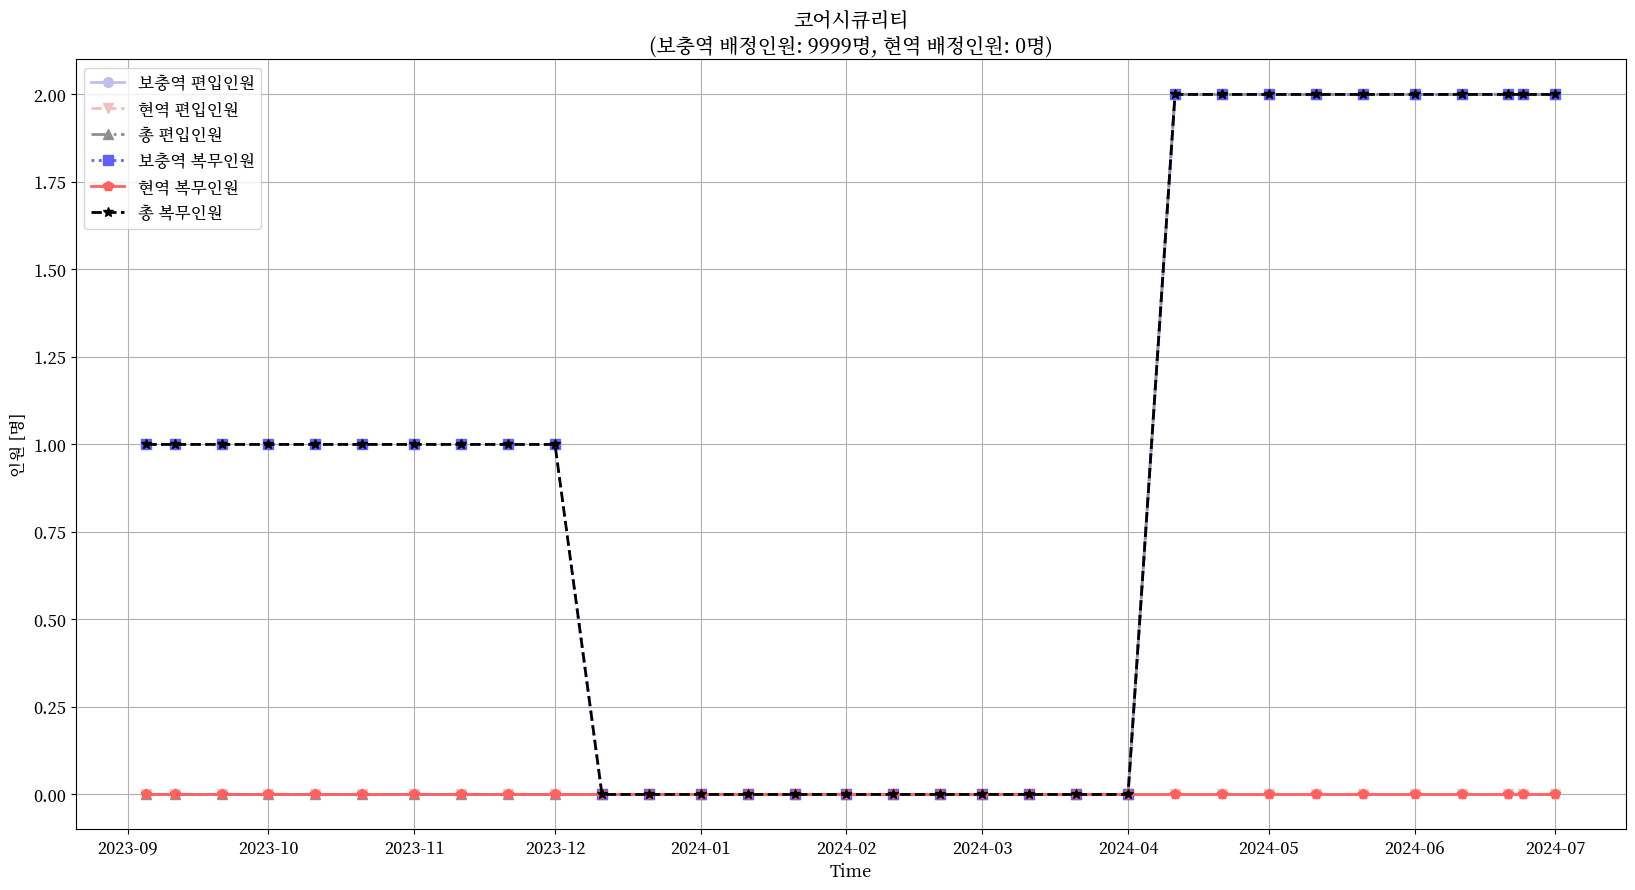 코어시큐리티
(보충역 배정인원: 9999명, 현역 배정인원: 0명)
보충역 편입인원
현역 편입인원
총 편입인원
보충역 복무인원
현역 복무인원
총 복무인원
2.00
1.75
1.50
1.25
1.00
0.75
0.50
0.25
0.00
인원 [명]
2023-09
2023-10
2023-11
2023-12
2024-01
2024-02
2024-03
2024-04
2024-05
2024-06
2024-07
Time